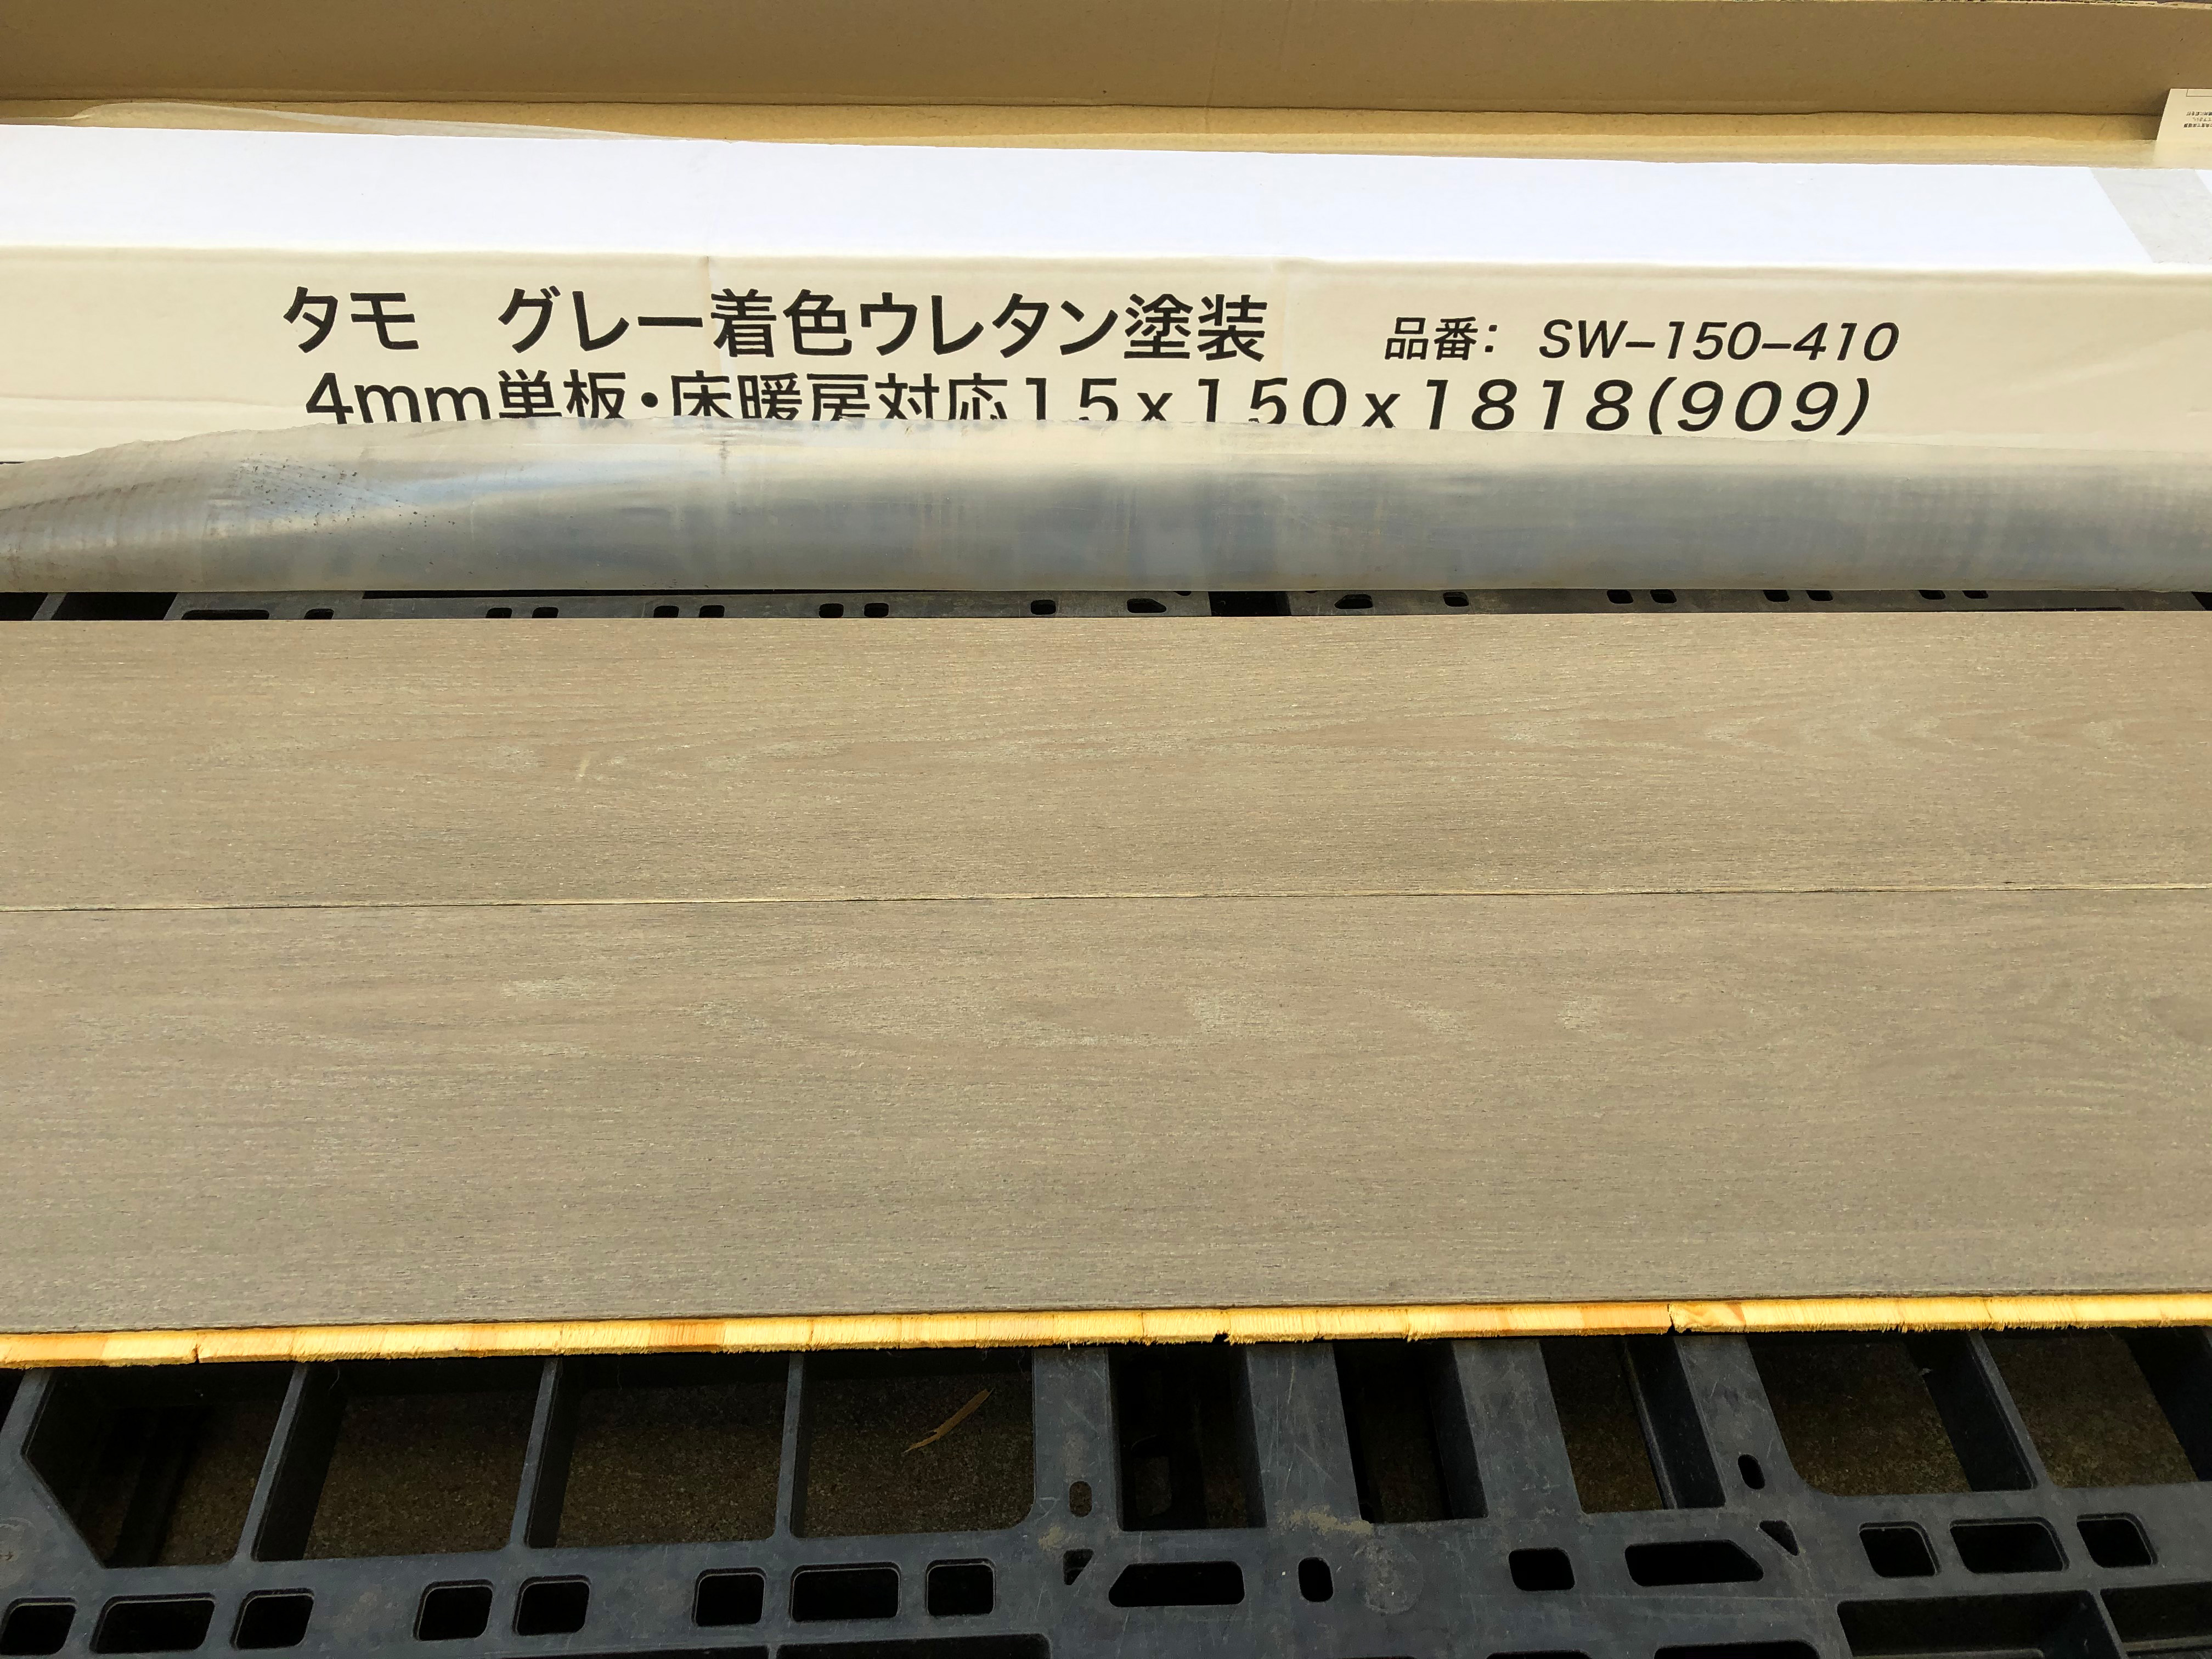 タモ　グレー着色ウレタン塗装　品番： SW-150-410
4mm単板・床暖房対応15x150x1818(909)